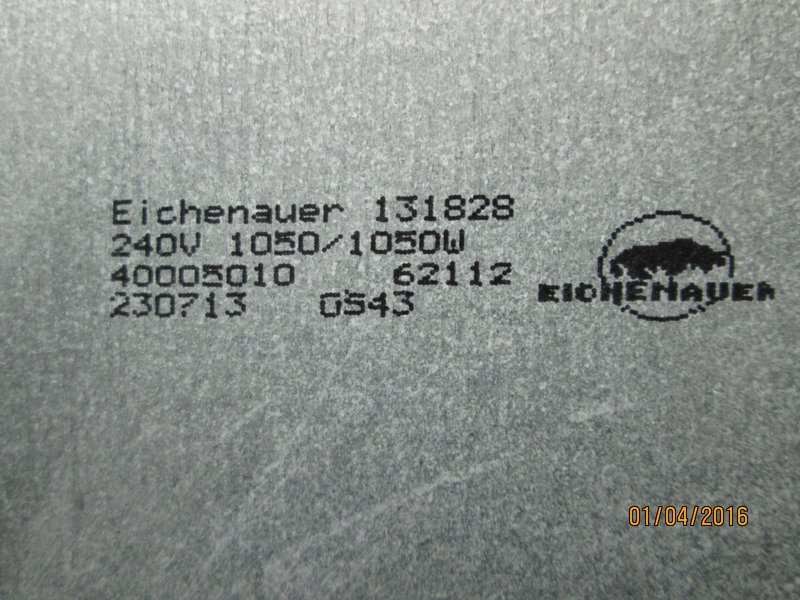 Eichenauer 131828
240V 1050/1050W
40005010 62112
230713 0543
EICHENAUER
01/04/2016